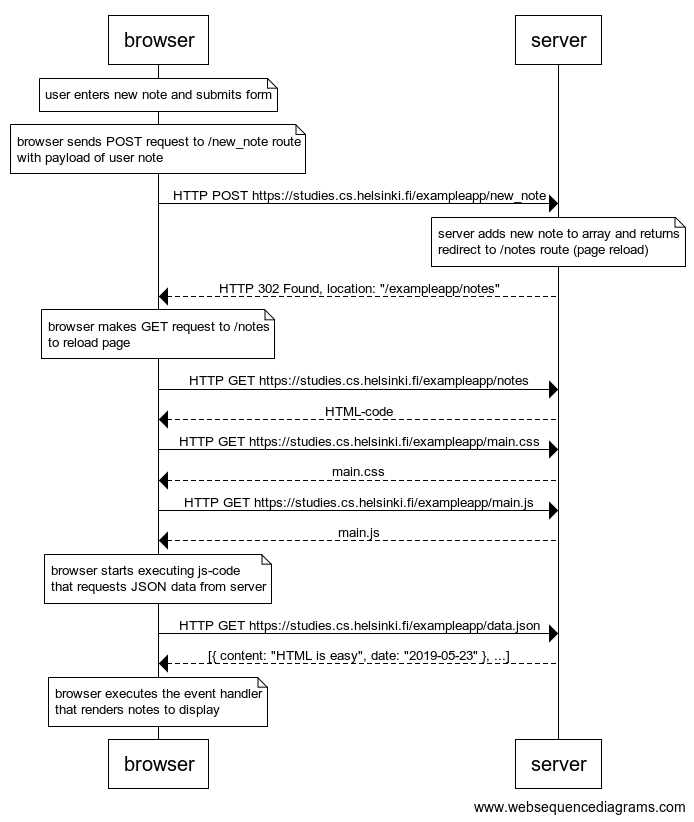 browser server
user enters new note and submits form
browser sends POST request to /new_note route
with payload of user note
HTTP POST https://studies.cs.helsinki.fi/exampleapp/new_note
server adds new note to array and returns
redirect to /notes route (page reload)
HTTP 302 Found, location: "/exampleapp/notes"
browser makes GET request to /notes
to reload page
HTTP GET https://studies.cs.helsinki.fi/exampleapp/notes
HTML-code
HTTP GET https://studies.cs.helsinki.fi/exampleapp/main.css
main.css
HTTP GET https://studies.cs.helsinki.fi/exampleapp/main.js
main.js
browser starts executing js-code
that requests JSON data from server
HTTP GET https://studies.cs.helsinki.fi/exampleapp/data.json
[{ content: "HTML is easy", date: "2019-05-23" }, ...]
browser executes the event handler
that renders notes to display
browser server
www.websequencediagrams.com